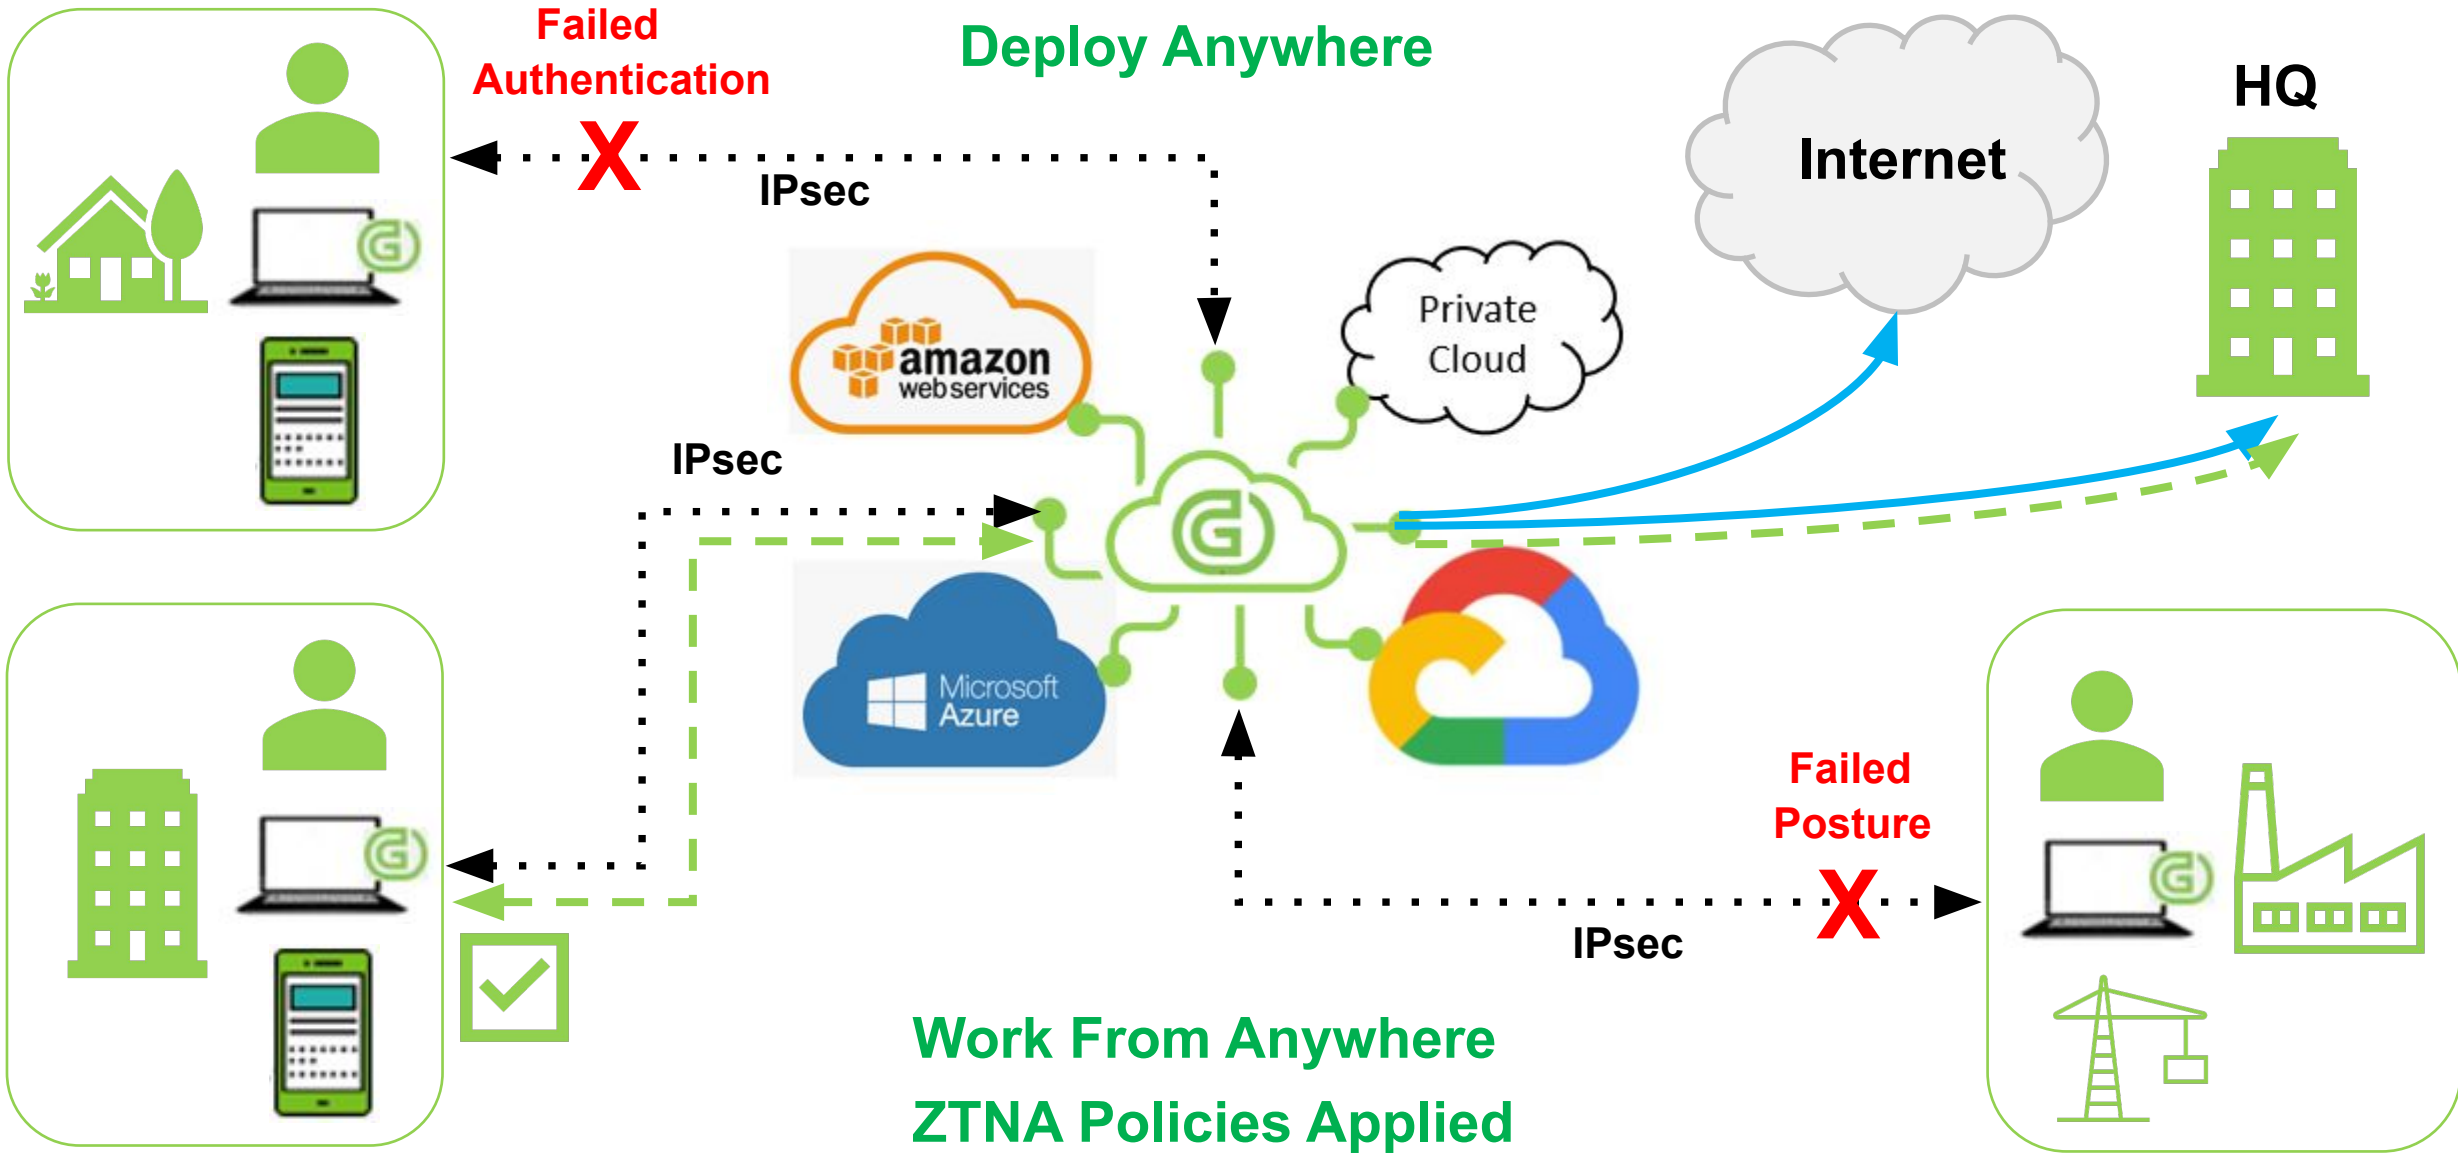 Failed
Authentication
Deploy Anywhere
HQ
Internet
IPsec
Private
Cloud
amazon
web services
IPsec
G
G
Microsoft
Azure
Failed
Posture
G
G
IPsec
Work From Anywhere
ZTNA Policies Applied